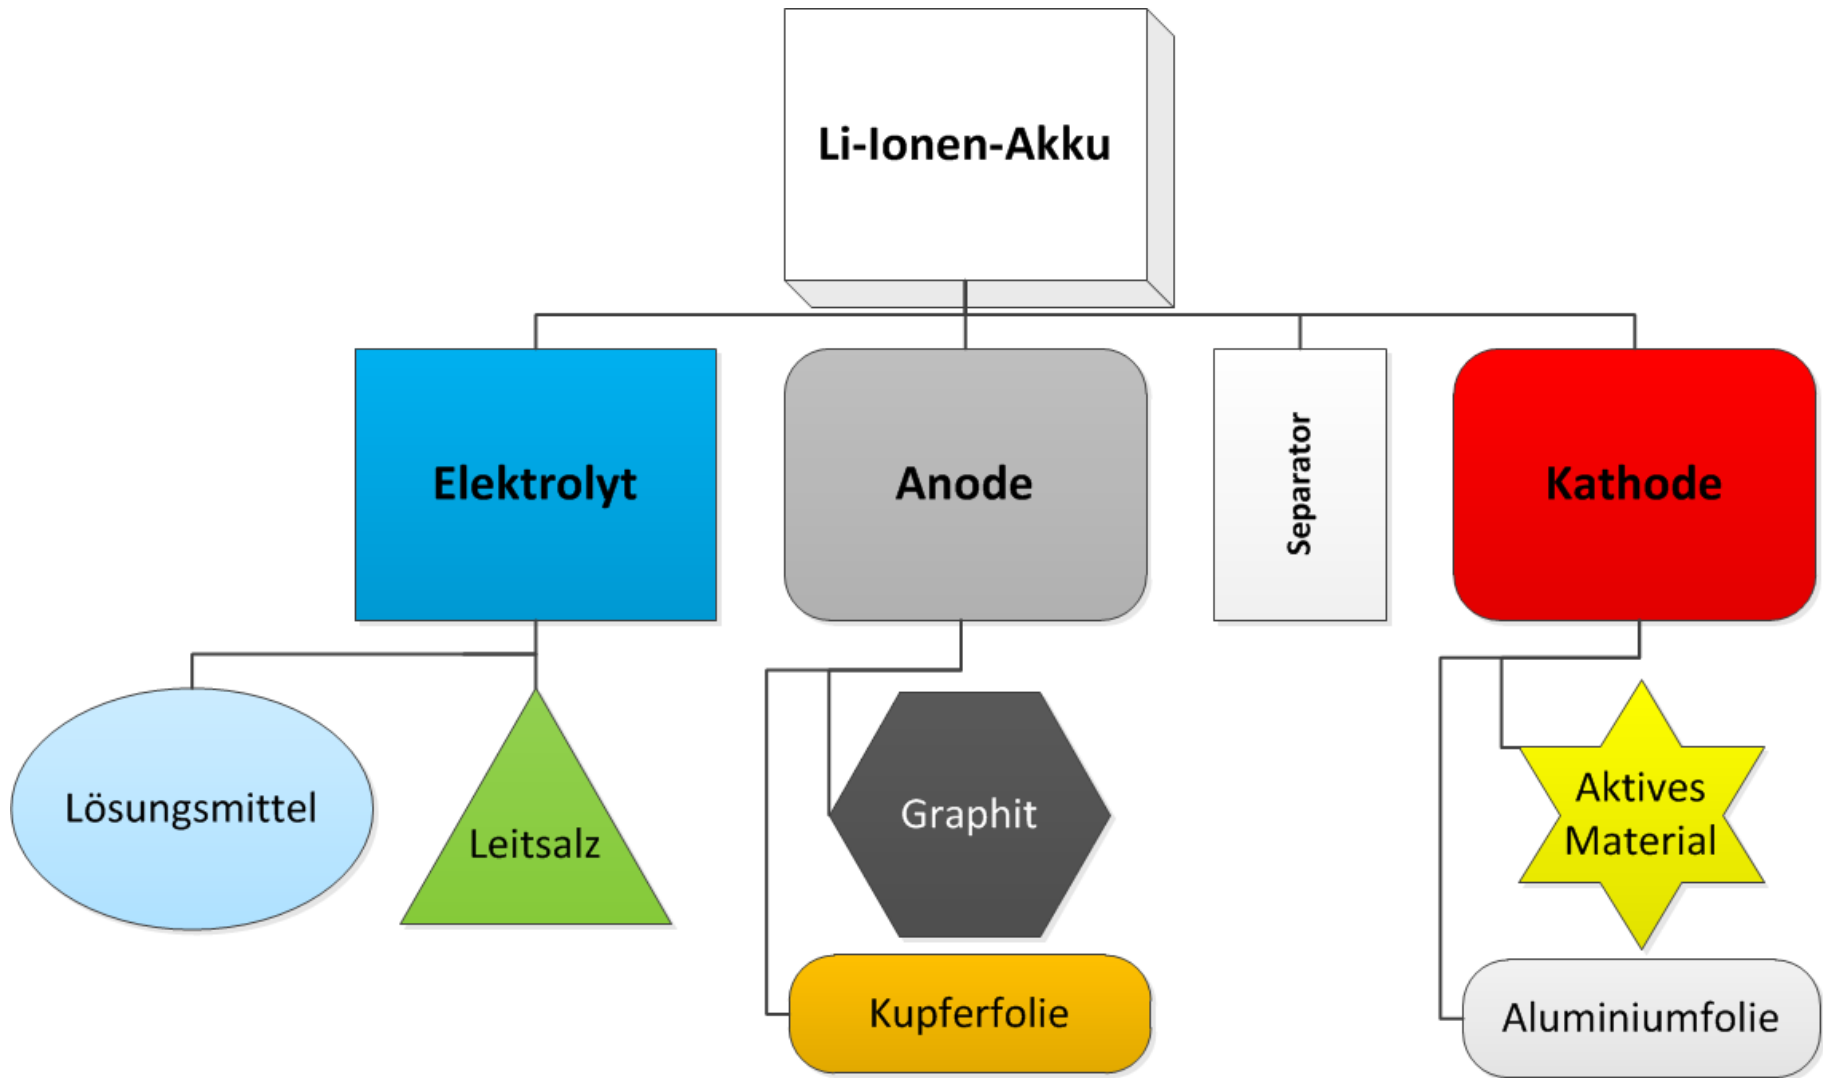 Li-Ionen-Akku
Elektrolyt
Anode
Separator
Kathode
Lösungsmittel
Leitsalz
Graphit
Aktives
Material
Kupferfolie
Aluminiumfolie